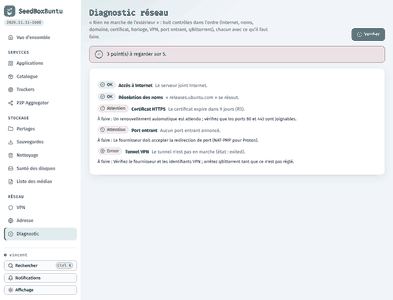 SeedBoxBuntu
Vue d'ensemble
SERVICES
Applications
Catalogue
Trackers
P2P Aggregator
STOCKAGE
Partages
Sauvegardes
Nettoyage
Santé des disques
Liste des médias
RÉSEAU
VPN
Adresse
Diagnostic
vincent
Rechercher Ctrl K
Notifications
Affichage
Diagnostic réseau
« Rien ne marche de l'extérieur » : huit contrôles dans l'ordre (Internet, noms,
domaine, certificat, horloge, VPN, port entrant, qBittorrent), chacun avec ce qu'il faut
faire.
Vérifier
3 point(s) à regarder sur 5.
OK Accès à Internet Le serveur joint Internet.
OK Résolution des noms « releases.ubuntu.com » se résout.
Attention Certificat HTTPS Le certificat expire dans 9 jours (R3).
À faire : Un renouvellement automatique est attendu ; vérifiez que les ports 80 et 443 sont joignables.
Attention Port entrant Aucun port entrant annoncé.
À faire : Le fournisseur doit accepter la redirection de port (NAT-PMP pour Proton).
Erreur Tunnel VPN Le tunnel n'est pas en marche (état : exited).
À faire : Vérifiez le fournisseur et les identifiants VPN ; arrêtez qBittorrent tant que ce n'est pas réglé.